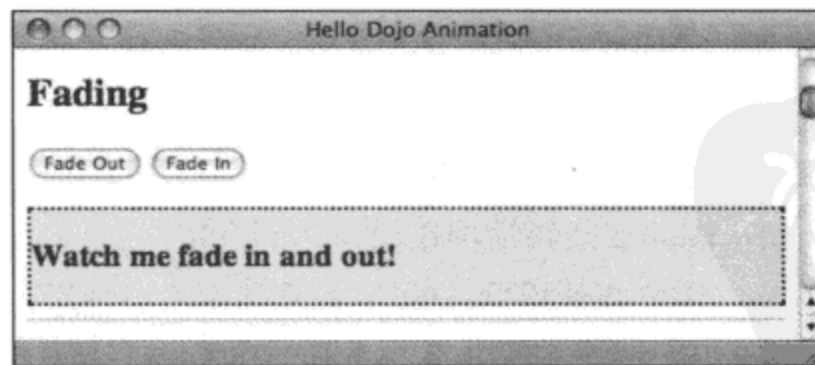 Hello Dojo Animation
Fading
Fade Out Fade In
Watch me fade in and out!